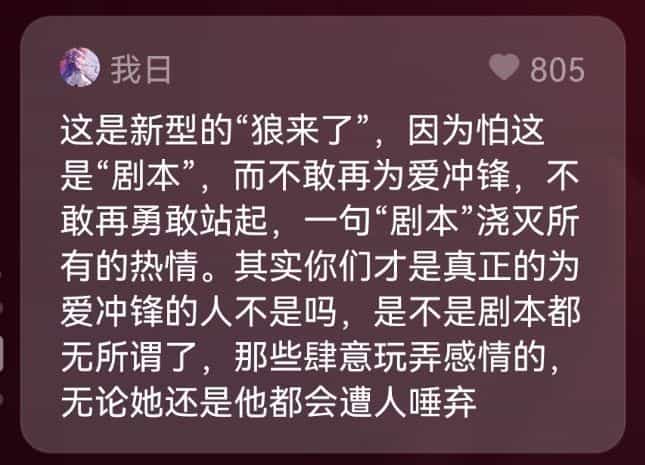 我日
805
这是新型的“狼来了”，因为怕这
是“剧本”，而不敢再为爱冲锋，不
敢再勇敢站起，一句“剧本”浇灭所
有的热情。其实你们才是真正的为
爱冲锋的人不是吗，是不是剧本都
无所谓了，那些肆意玩弄感情的，
无论她还是他都会遭人唾弃